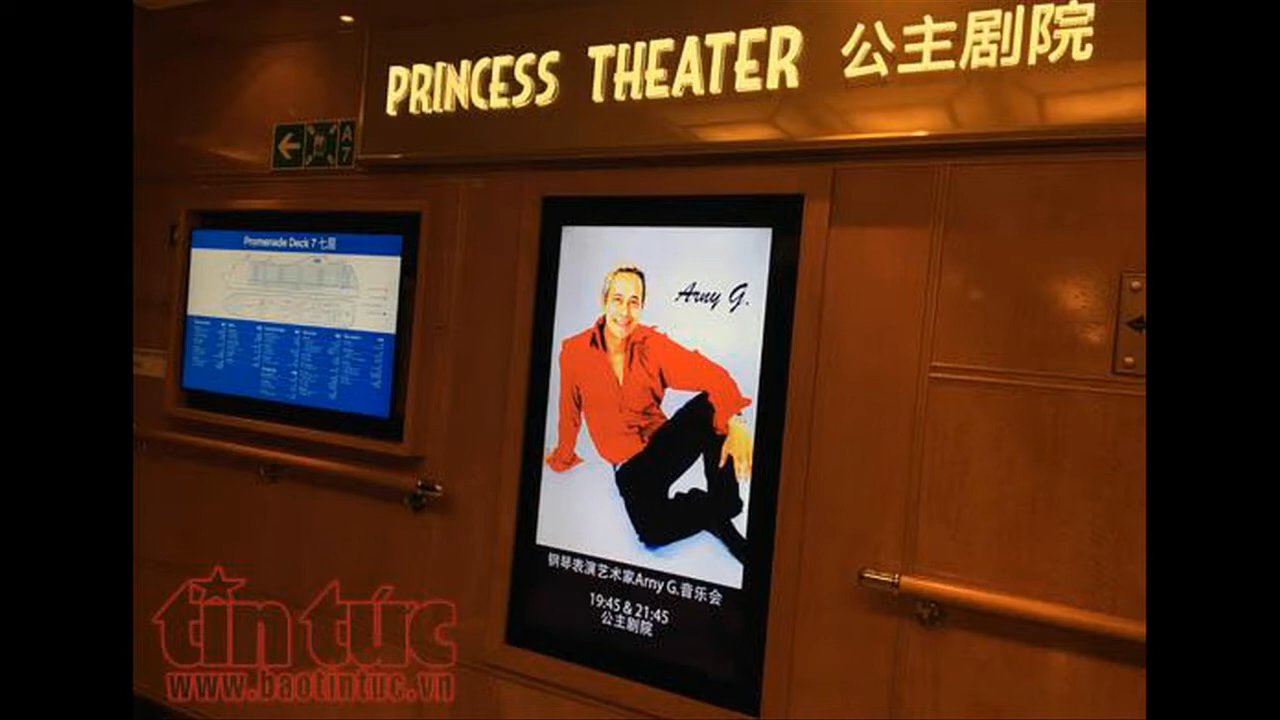 PRINCESS THEATER 公主剧院
A
7
Promenade Deck 7 七层
Arny G.
钢琴表演艺术家Arny G.音乐会
19:45 & 21:45
公主剧院
tin tức
www.baotintuc.vn